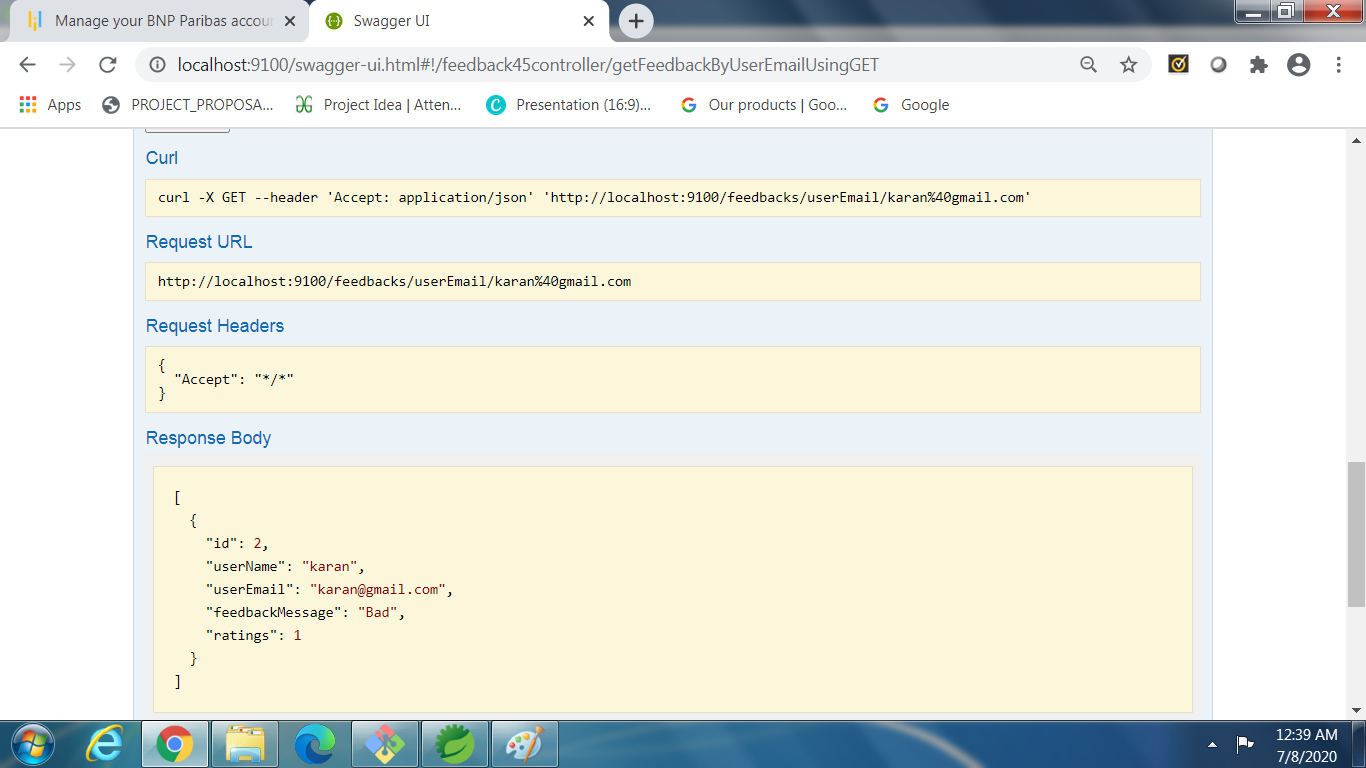 Manage your BNP Paribas accou
Swagger UI
localhost:9100/swagger-ui.html#!/feedback45controller/getFeedbackByUserEmailUsingGET
Apps
PROJECT_PROPOSA...
Project Idea | Atten...
Presentation (16:9)...
Our products | Goo...
Google
Curl
curl -X GET --header 'Accept: application/json' 'http://localhost:9100/feedbacks/userEmail/karan%40gmail.com'
Request URL
http://localhost:9100/feedbacks/userEmail/karan%40gmail.com
Request Headers
{
"Accept": "*/*"
}
Response Body
[
{
"id": 2,
"userName": "karan",
"userEmail": "karan@gmail.com",
"feedbackMessage": "Bad",
"ratings": 1
}
]
12:39 AM
7/8/2020